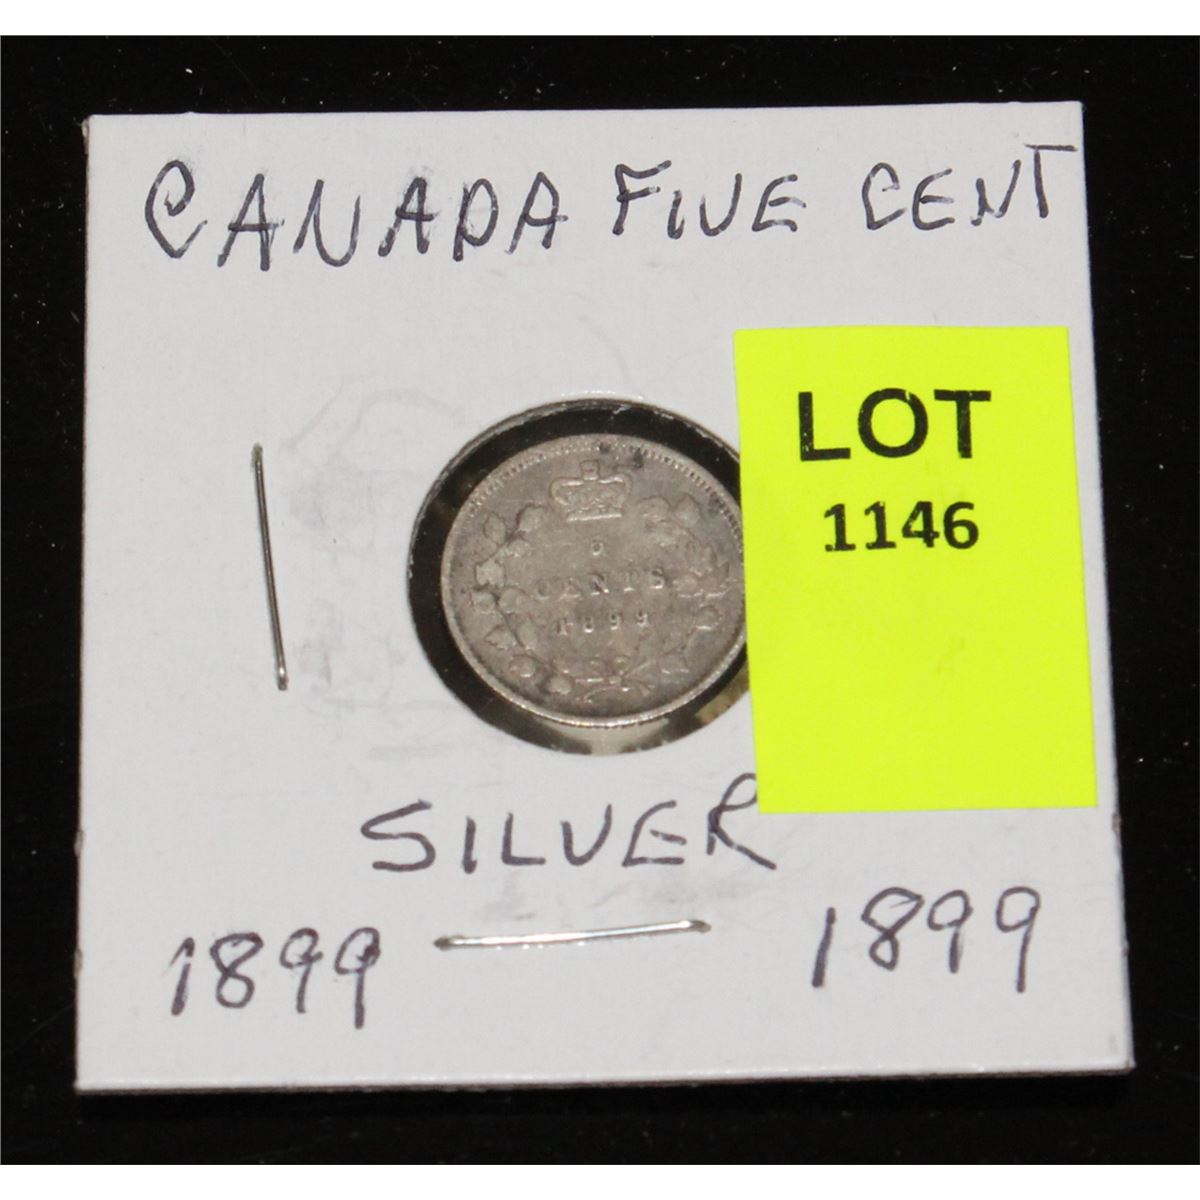 CANADA FIVE CENT
LOT
1146
5
CENTS
1899
SILVER
1899 1899